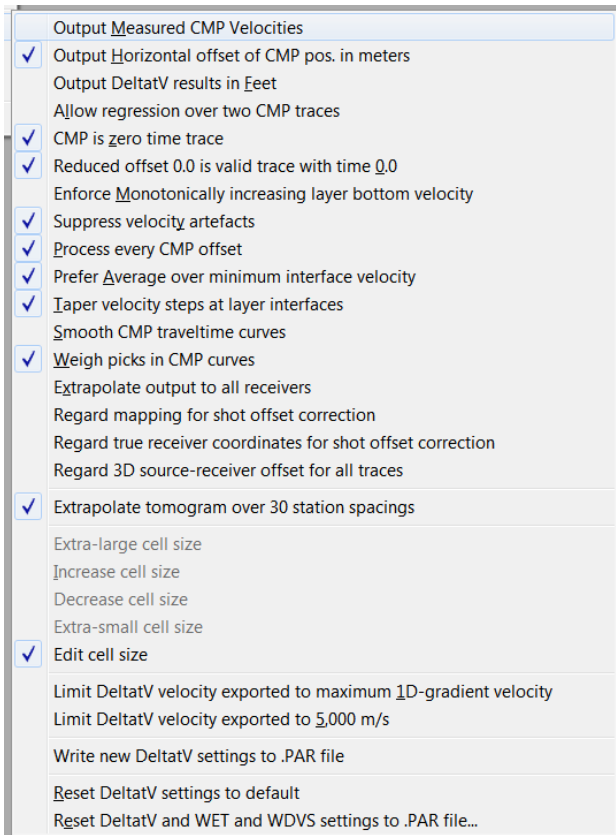 Output Measured CMP Velocities
Output Horizontal offset of CMP pos. in meters
Output DeltatV results in Feet
Allow regression over two CMP traces
CMP is zero time trace
Reduced offset 0.0 is valid trace with time 0.0
Enforce Monotonically increasing layer bottom velocity
Suppress velocity artefacts
Process every CMP offset
Prefer Average over minimum interface velocity
Taper velocity steps at layer interfaces
Smooth CMP traveltime curves
Weigh picks in CMP curves
Extrapolate output to all receivers
Regard mapping for shot offset correction
Regard true receiver coordinates for shot offset correction
Regard 3D source-receiver offset for all traces
Extrapolate tomogram over 30 station spacings
Extra-large cell size
Increase cell size
Decrease cell size
Extra-small cell size
Edit cell size
Limit DeltatV velocity exported to maximum 1D-gradient velocity
Limit DeltatV velocity exported to 5,000 m/s
Write new DeltatV settings to .PAR file
Reset DeltatV settings to default
Reset DeltatV and WET and WDVS settings to .PAR file...